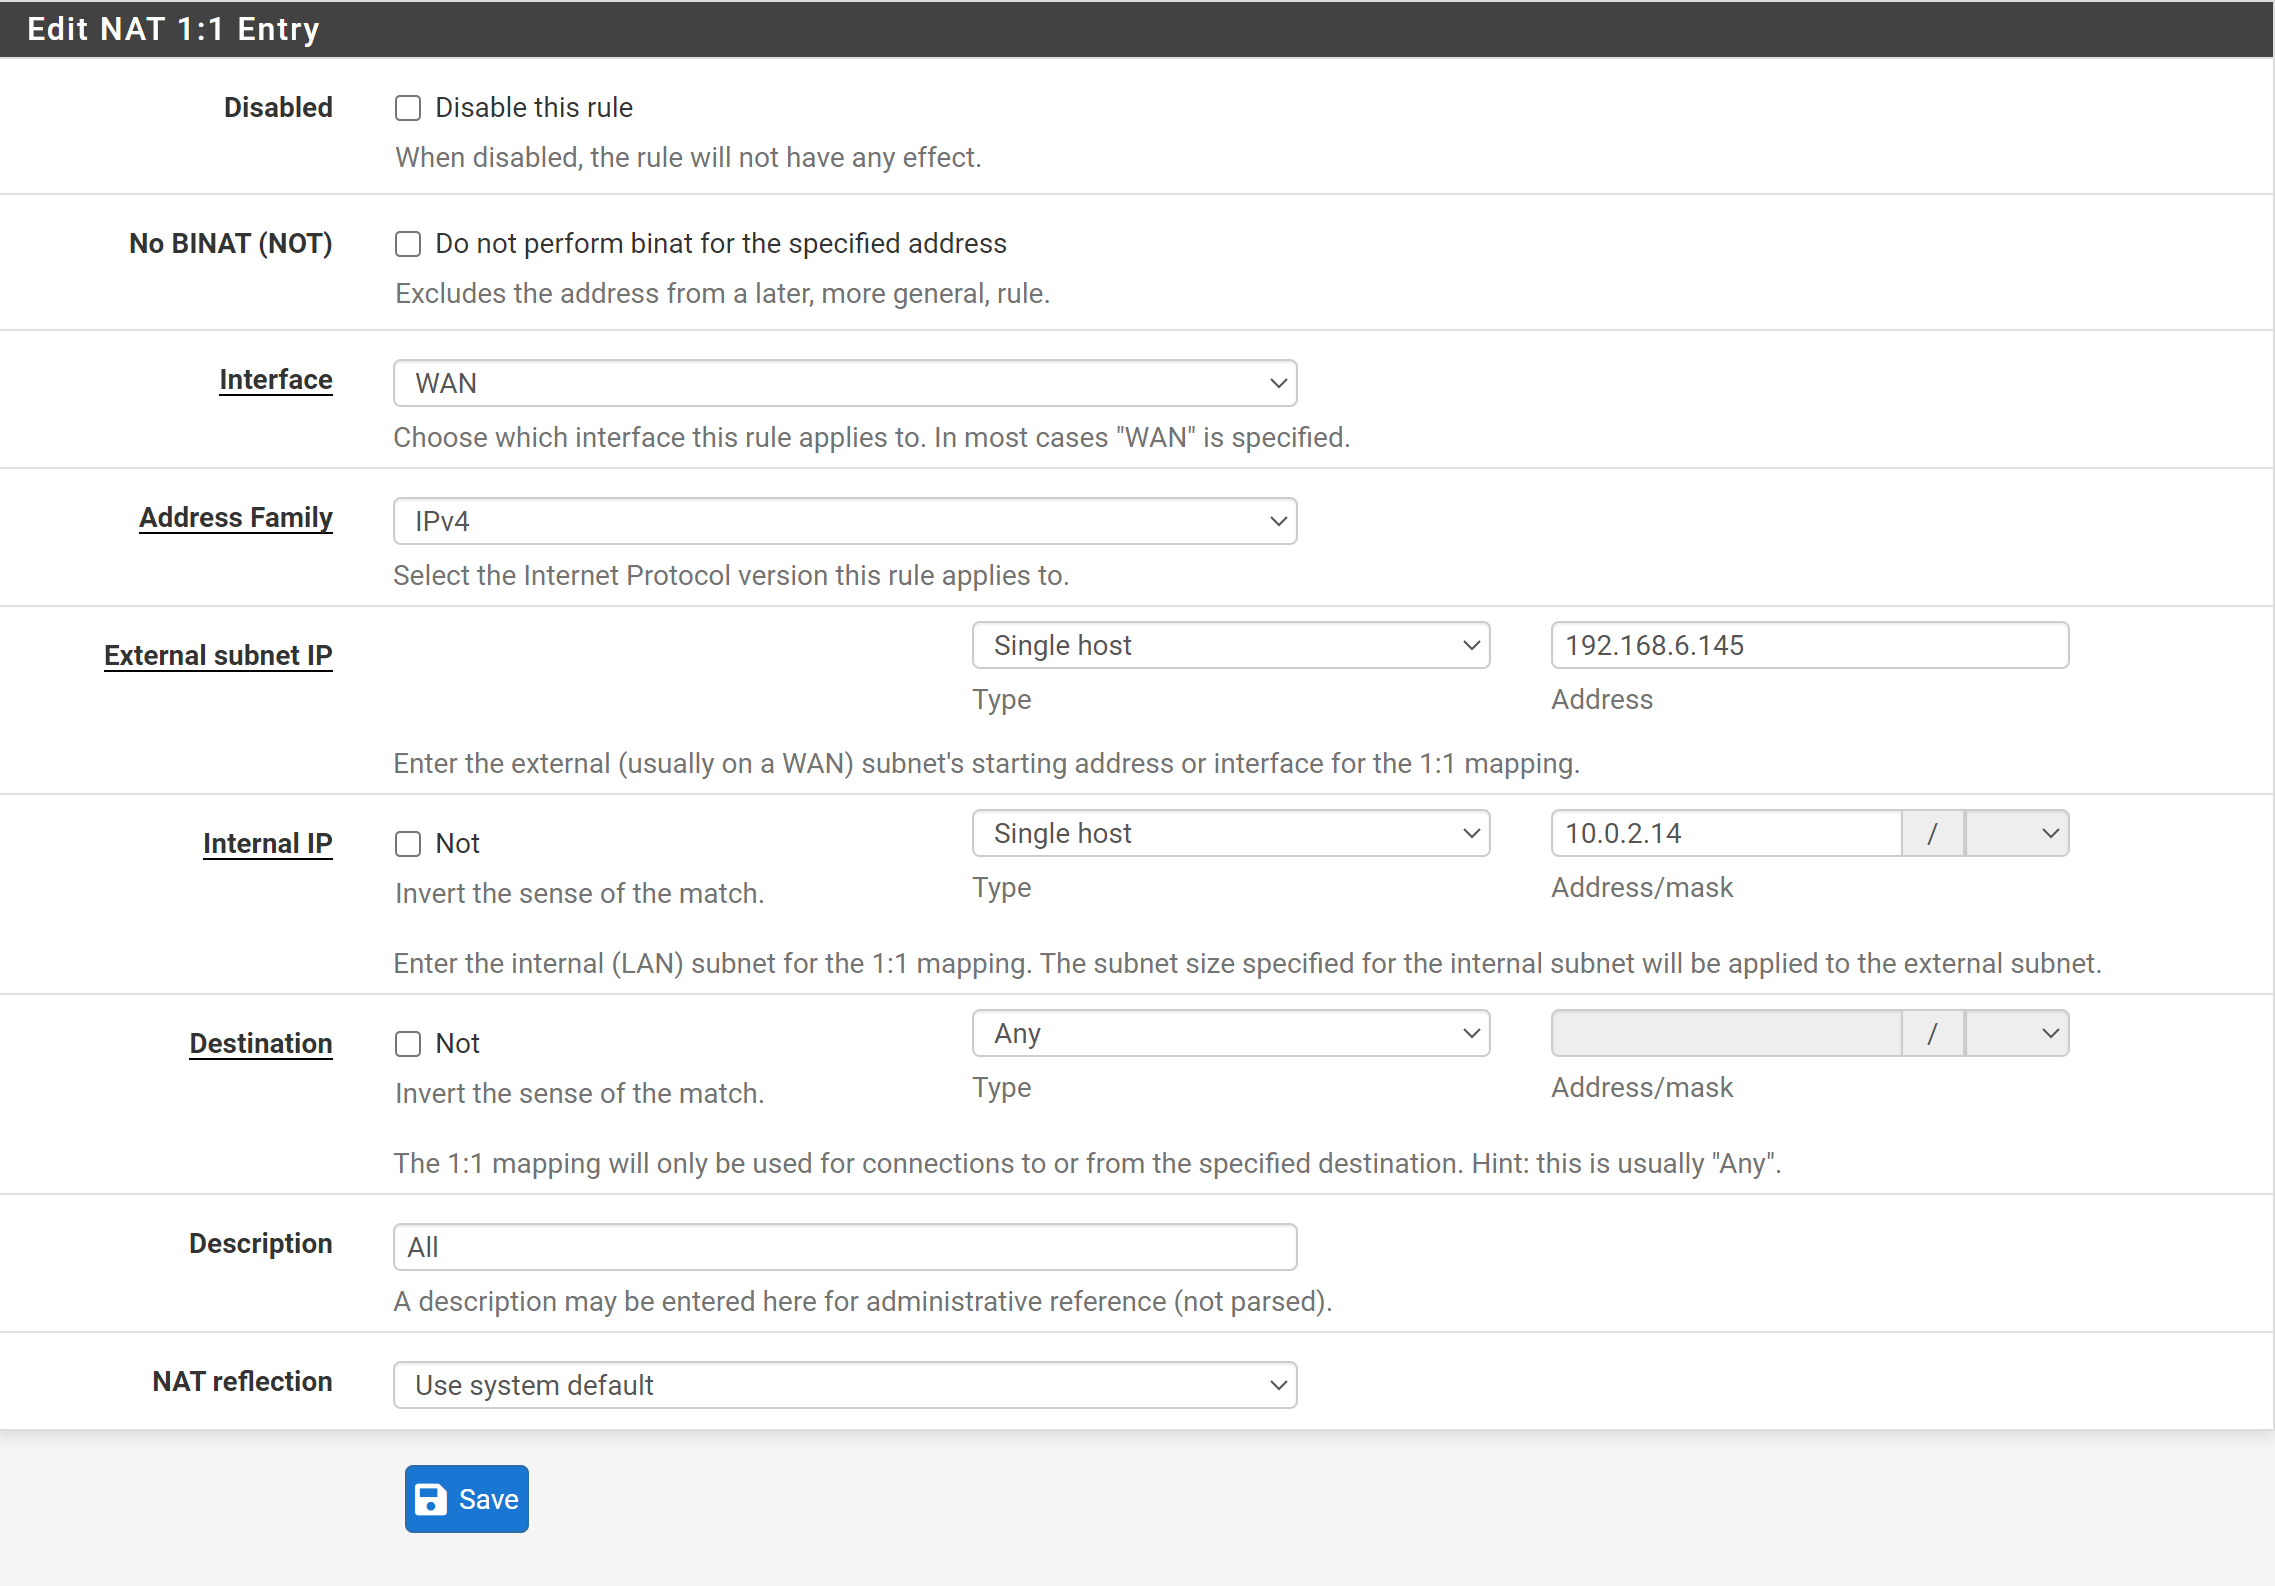 Edit NAT 1:1 Entry
Disabled
Disable this rule
When disabled, the rule will not have any effect.
No BINAT (NOT)
Do not perform binat for the specified address
Excludes the address from a later, more general, rule.
Interface
WAN
Choose which interface this rule applies to. In most cases "WAN" is specified.
Address Family
IPv4
Select the Internet Protocol version this rule applies to.
External subnet IP
Single host
192.168.6.145
Type
Address
Enter the external (usually on a WAN) subnet's starting address or interface for the 1:1 mapping.
Internal IP
Not
Single host
10.0.2.14
/
Invert the sense of the match.
Type
Address/mask
Enter the internal (LAN) subnet for the 1:1 mapping. The subnet size specified for the internal subnet will be applied to the external subnet.
Destination
Not
Any
/
Invert the sense of the match.
Type
Address/mask
The 1:1 mapping will only be used for connections to or from the specified destination. Hint: this is usually "Any".
Description
All
A description may be entered here for administrative reference (not parsed).
NAT reflection
Use system default
Save